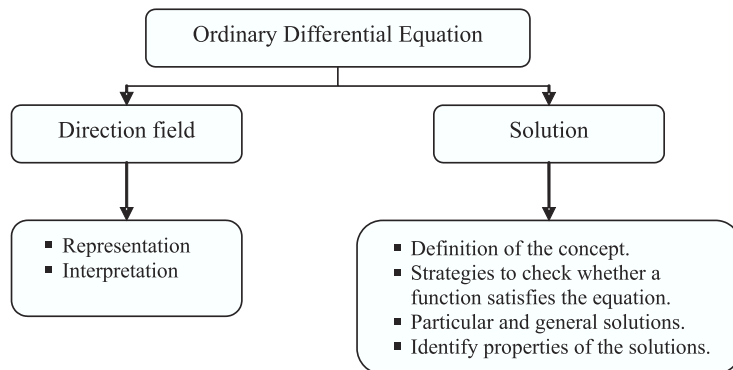 Ordinary Differential Equation
Direction field
Solution
▪ Representation
▪ Interpretation
▪ Definition of the concept.
▪ Strategies to check whether a
function satisfies the equation.
▪ Particular and general solutions.
▪ Identify properties of the solutions.